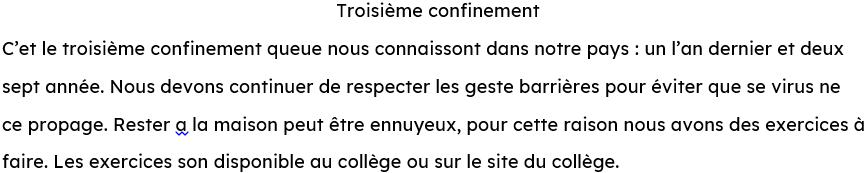 Troisième confinement
C’et le troisième confinement queue nous connaissont dans notre pays : un l’an dernier et deux
sept année. Nous devons continuer de respecter les geste barrières pour éviter que se virus ne
ce propage. Rester a la maison peut être ennuyeux, pour cette raison nous avons des exercices à
faire. Les exercices son disponible au collège ou sur le site du collège.